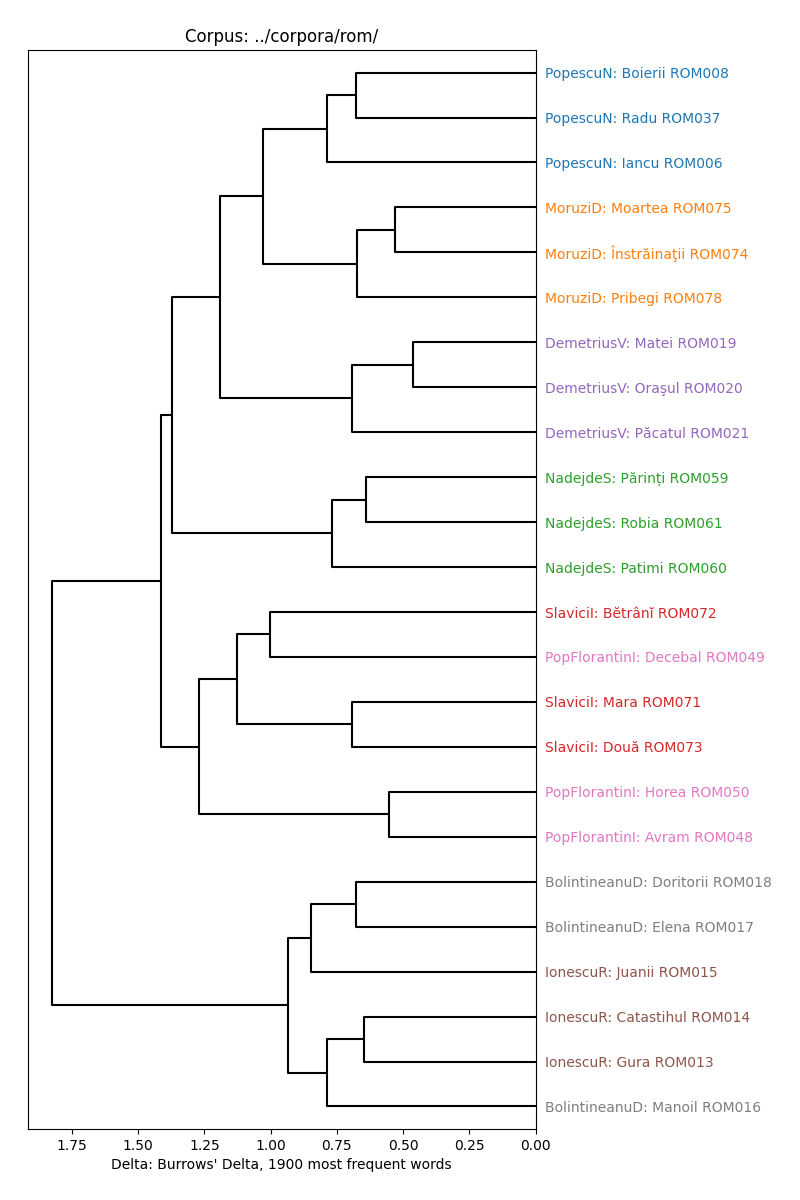 Corpus: ../corpora/rom/
PopescuN: Boierii ROM008
PopescuN: Radu ROM037
PopescuN: Iancu ROM006
MoruziD: Moartea ROM075
MoruziD: Înstrăinaţii ROM074
MoruziD: Pribegi ROM078
DemetriusV: Matei ROM019
DemetriusV: Oraşul ROM020
DemetriusV: Păcatul ROM021
NadejdeS: Părinți ROM059
NadejdeS: Robia ROM061
NadejdeS: Patimi ROM060
SlaviciI: Bĕtrânĭ ROM072
PopFlorantinI: Decebal ROM049
SlaviciI: Mara ROM071
SlaviciI: Două ROM073
PopFlorantinI: Horea ROM050
PopFlorantinI: Avram ROM048
BolintineanuD: Doritorii ROM018
BolintineanuD: Elena ROM017
IonescuR: Juanii ROM015
IonescuR: Catastihul ROM014
IonescuR: Gura ROM013
BolintineanuD: Manoil ROM016
1.75 1.50 1.25 1.00 0.75 0.50 0.25 0.00
Delta: Burrows' Delta, 1900 most frequent words